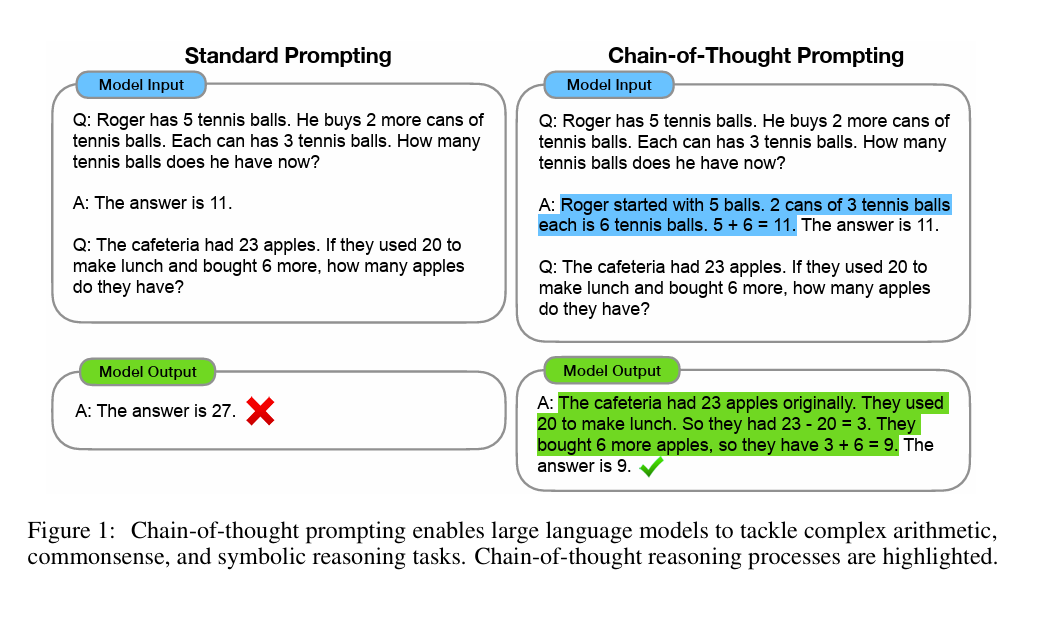 Standard Prompting
Model Input
Q: Roger has 5 tennis balls. He buys 2 more cans of
tennis balls. Each can has 3 tennis balls. How many
tennis balls does he have now?
A: The answer is 11.
Q: The cafeteria had 23 apples. If they used 20 to
make lunch and bought 6 more, how many apples
do they have?
Model Output
A: The answer is 27.
Chain-of-Thought Prompting
Model Input
Q: Roger has 5 tennis balls. He buys 2 more cans of
tennis balls. Each can has 3 tennis balls. How many
tennis balls does he have now?
A: Roger started with 5 balls. 2 cans of 3 tennis balls
each is 6 tennis balls. 5 + 6 = 11. The answer is 11.
Q: The cafeteria had 23 apples. If they used 20 to
make lunch and bought 6 more, how many apples
do they have?
Model Output
A: The cafeteria had 23 apples originally. They used
20 to make lunch. So they had 23 - 20 = 3. They
bought 6 more apples, so they have 3 + 6 = 9. The
answer is 9.
Figure 1: Chain-of-thought prompting enables large language models to tackle complex arithmetic,
commonsense, and symbolic reasoning tasks. Chain-of-thought reasoning processes are highlighted.